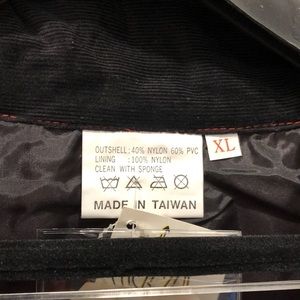 OUTSHELL : 40% NYLON 60% PVC
LINING : 100% NYLON
CLEAN WITH SPONGE
MADE IN TAIWAN
XL